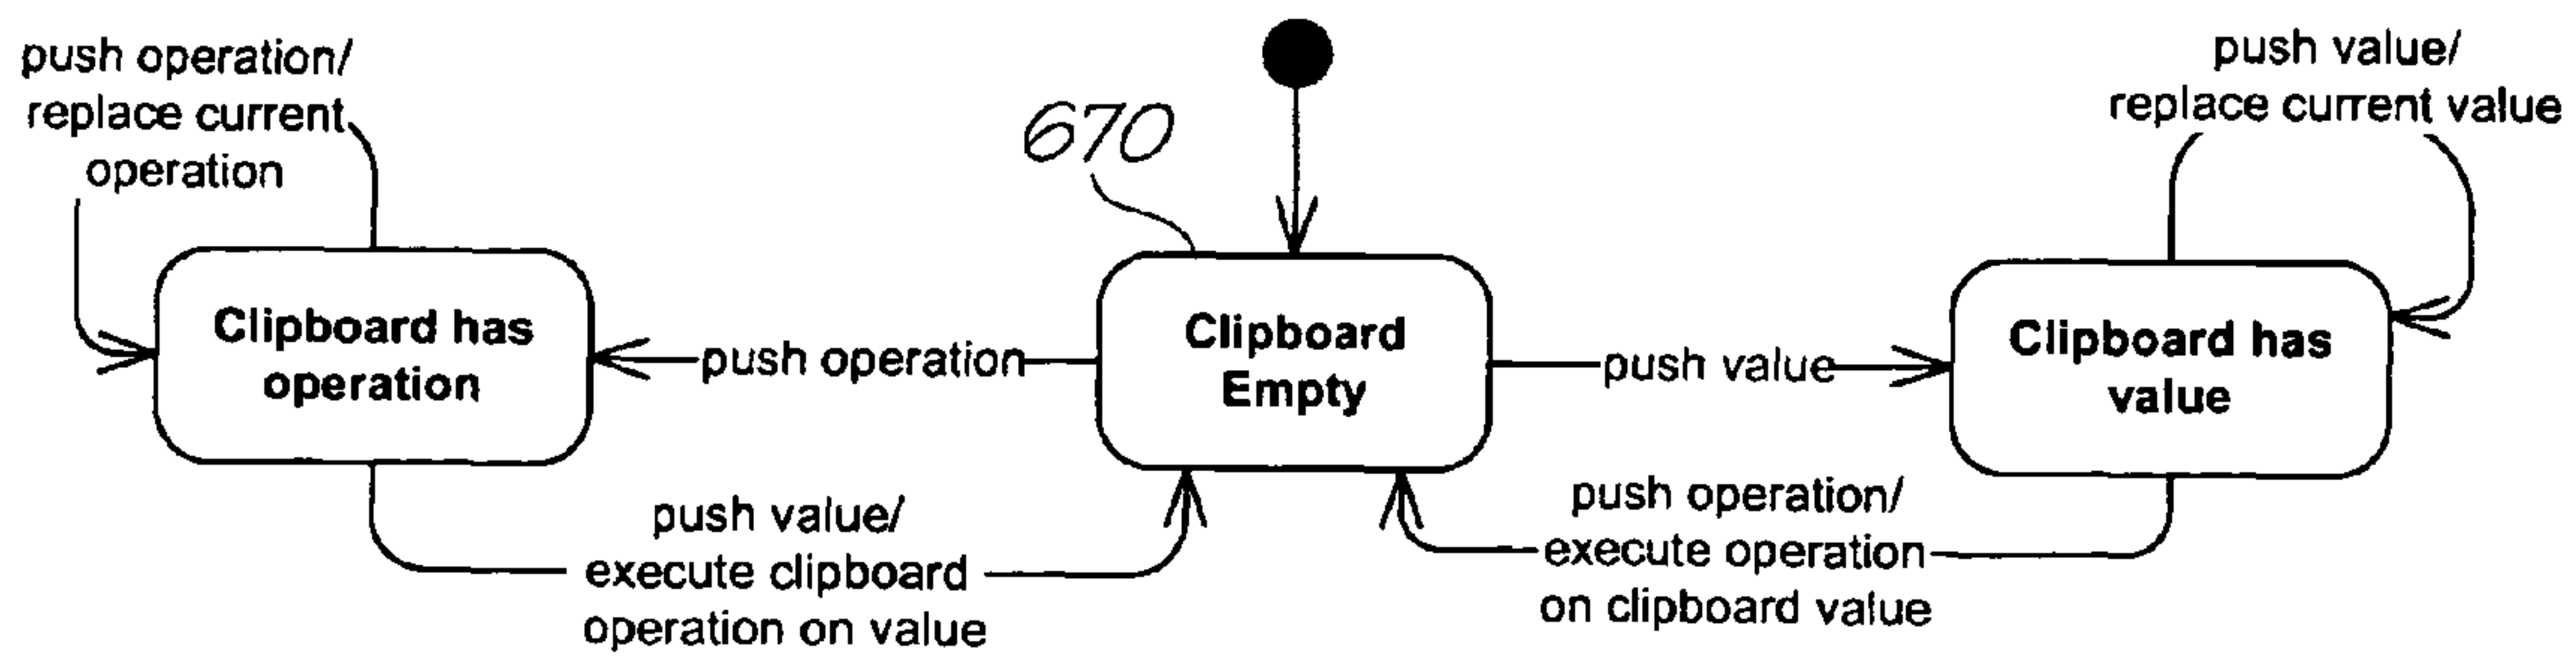 push operation/
replace current
operation
670
push value/
replace current value
Clipboard has
operation
push operation
Clipboard
Empty
push value
Clipboard has
value
push value/
execute clipboard
operation on value
push operation/
execute operation
on clipboard value